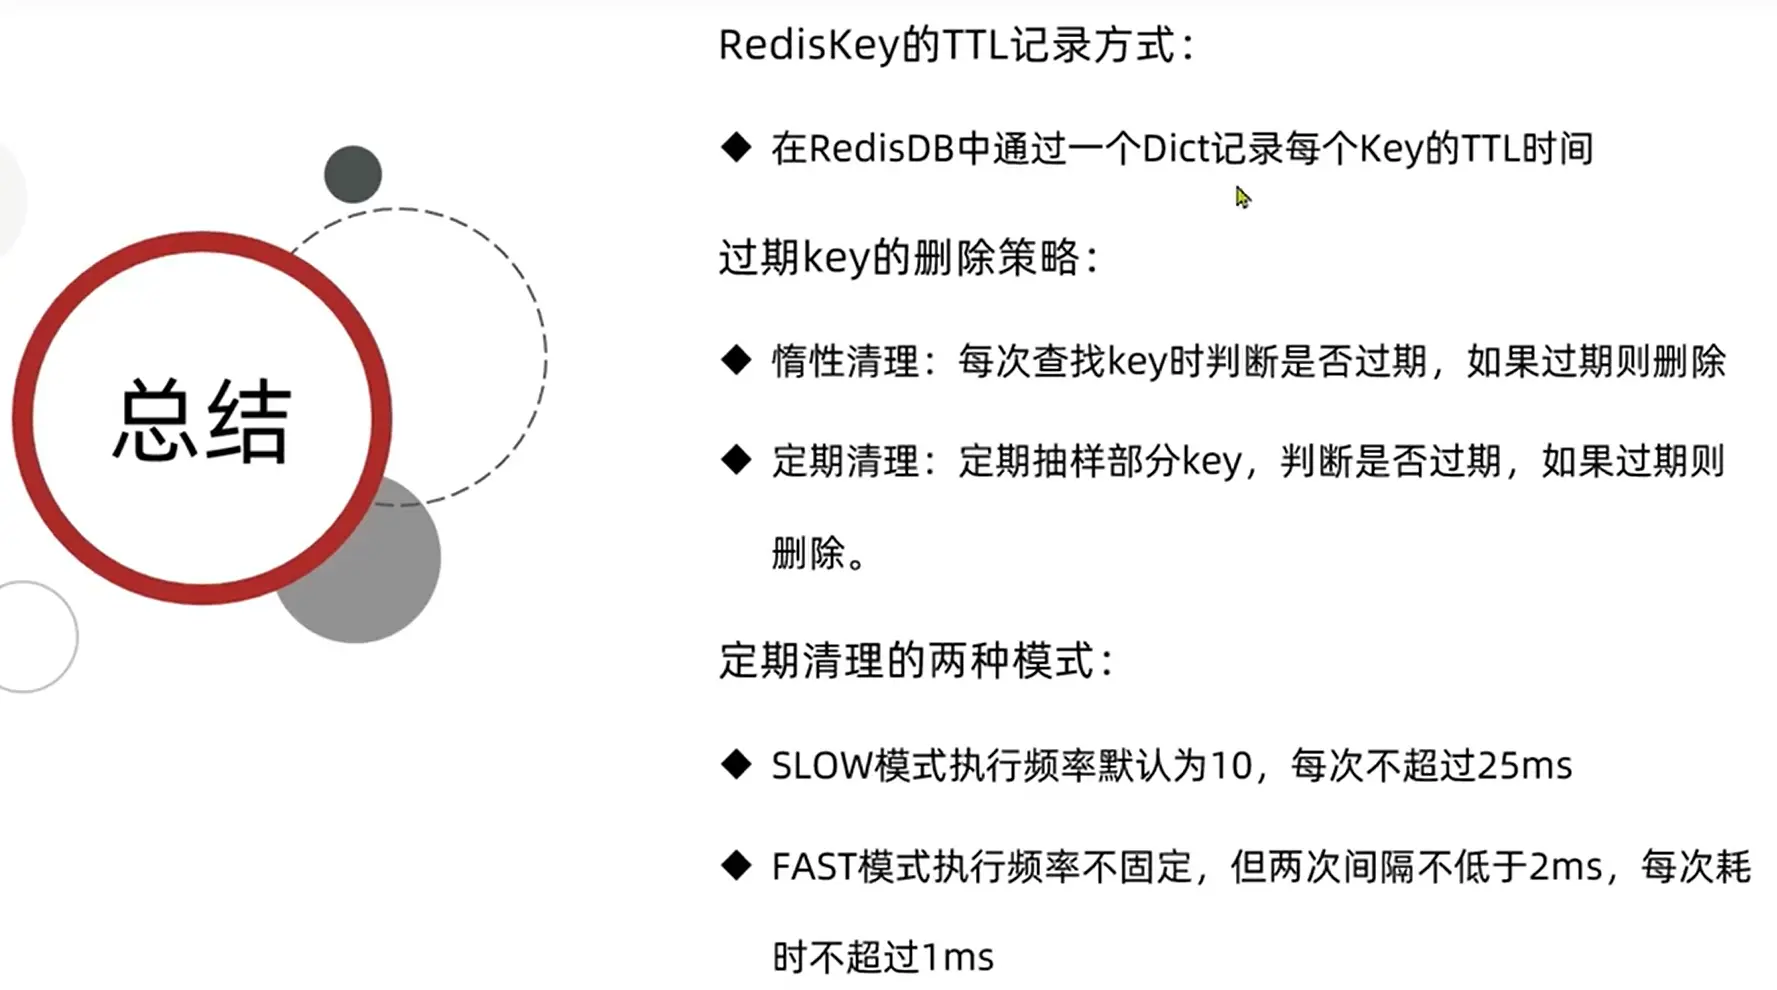 总结
RedisKey的TTL记录方式：
◆ 在RedisDB中通过一个Dict记录每个Key的TTL时间
过期key的删除策略：
◆ 惰性清理：每次查找key时判断是否过期，如果过期则删除
◆ 定期清理：定期抽样部分key，判断是否过期，如果过期则
删除。
定期清理的两种模式：
◆ SLOW模式执行频率默认为10，每次不超过25ms
◆ FAST模式执行频率不固定，但两次间隔不低于2ms，每次耗
时不超过1ms